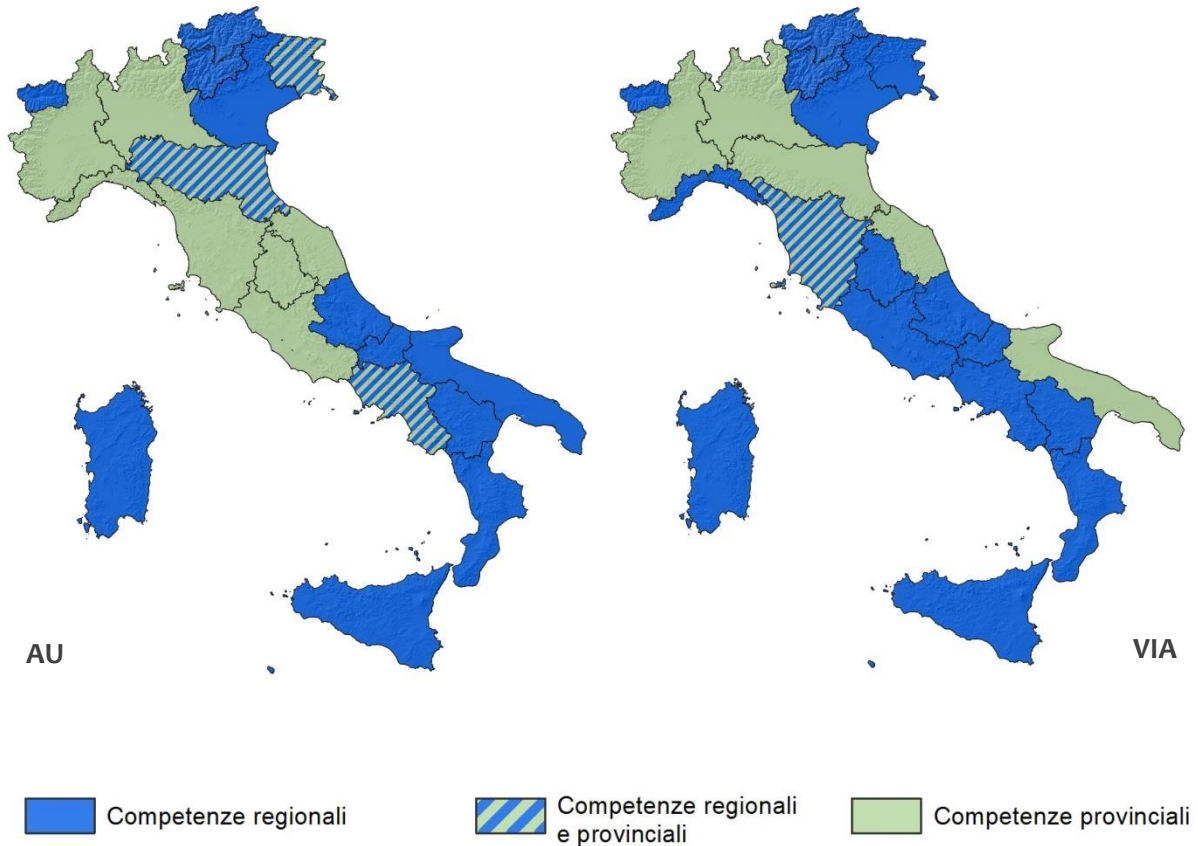 AU
VIA
Competenze regionali
Competenze regionali
e provinciali
Competenze provinciali